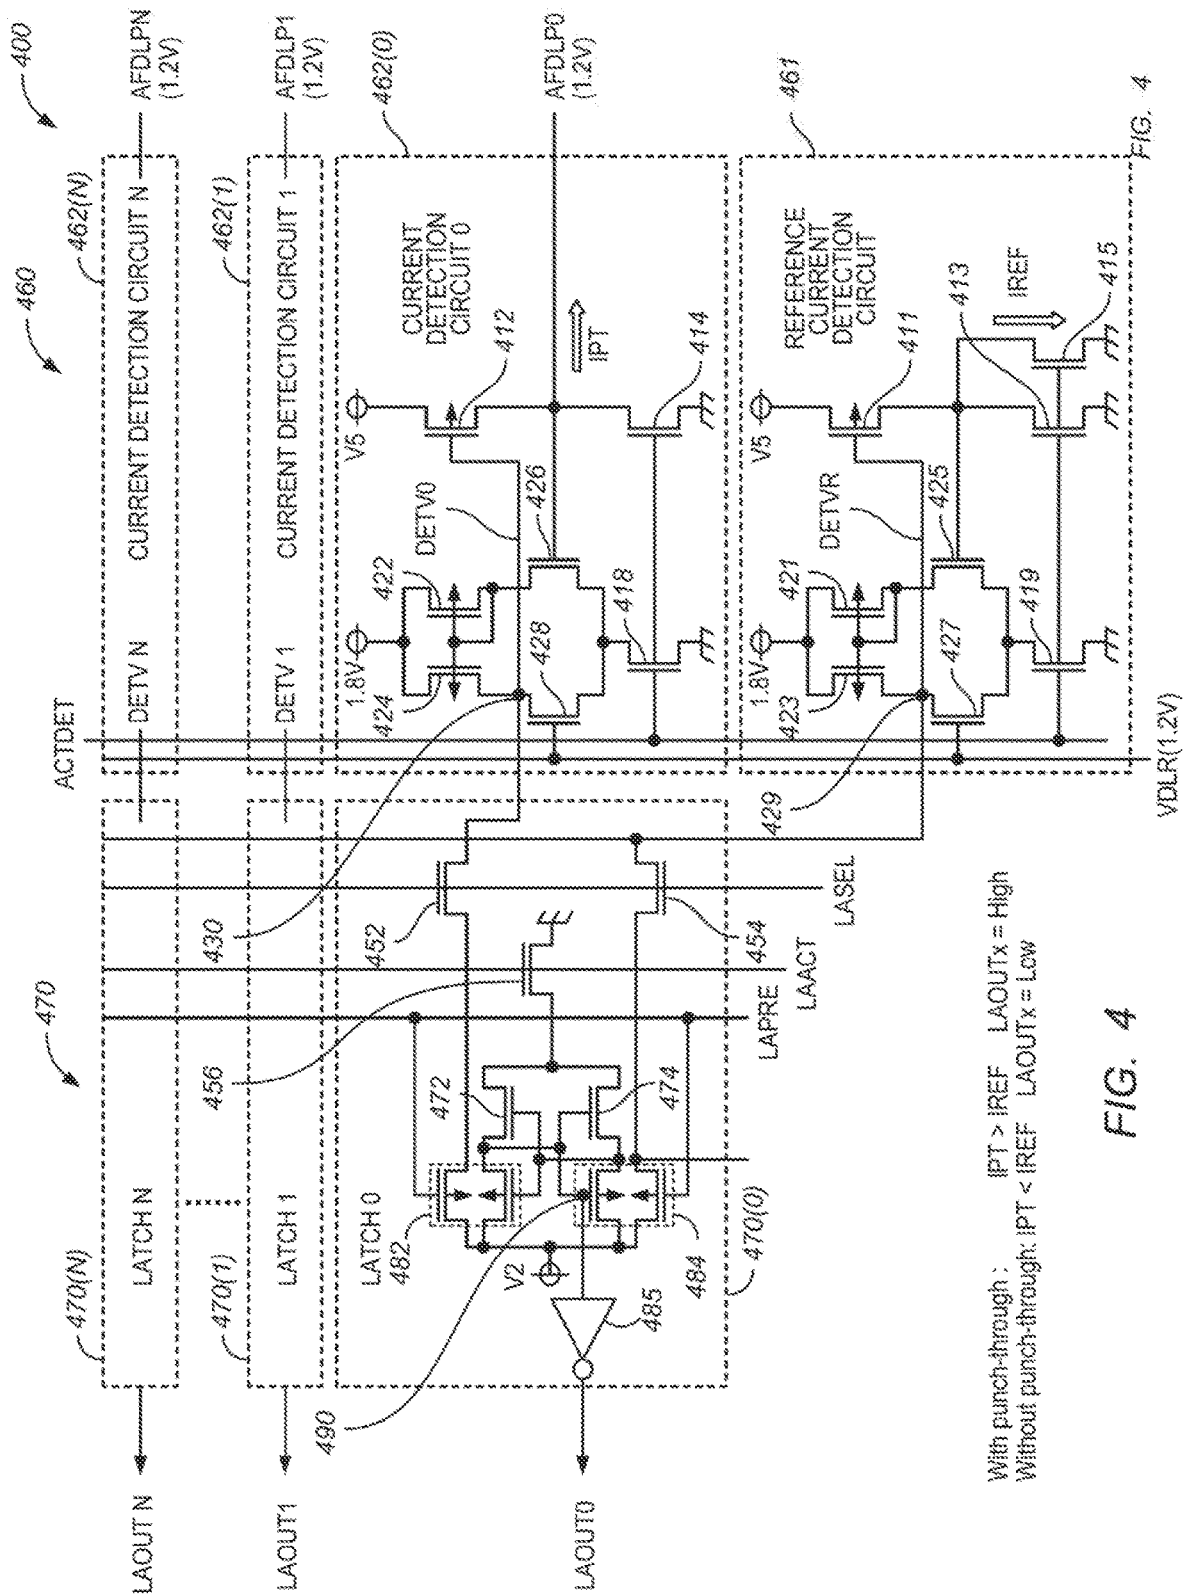 400
460
470
ACTDET
AFDLPN
(1.2V)
462(N)
CURRENT DETECTION CIRCUIT N
DETV N
LATCH N
470(N)
LAOUT N
AFDLP1
(1.2V)
462(1)
CURRENT DETECTION CIRCUIT 1
DETV 1
LATCH 1
470(1)
LAOUT1
AFDLP0
(1.2V)
462(0)
CURRENT
DETECTION
CIRCUIT 0
412
V5
IPT
414
DETV0
426
422
1.8V
424
428
418
430
452
456
454
472
474
LATCH 0
482
V2
484
485
470(0)
490
LAOUT0
LAPRE
LAACT
LASEL
429
461
REFERENCE
CURRENT
DETECTION
CIRCUIT
411
V5
413
IREF
415
DETVR
425
421
1.8V
423
427
419
VDLR(1.2V)
FIG. 4
With punch-through : IPT > IREF LAOUTx = High
Without punch-through: IPT < IREF LAOUTx = Low
FIG. 4